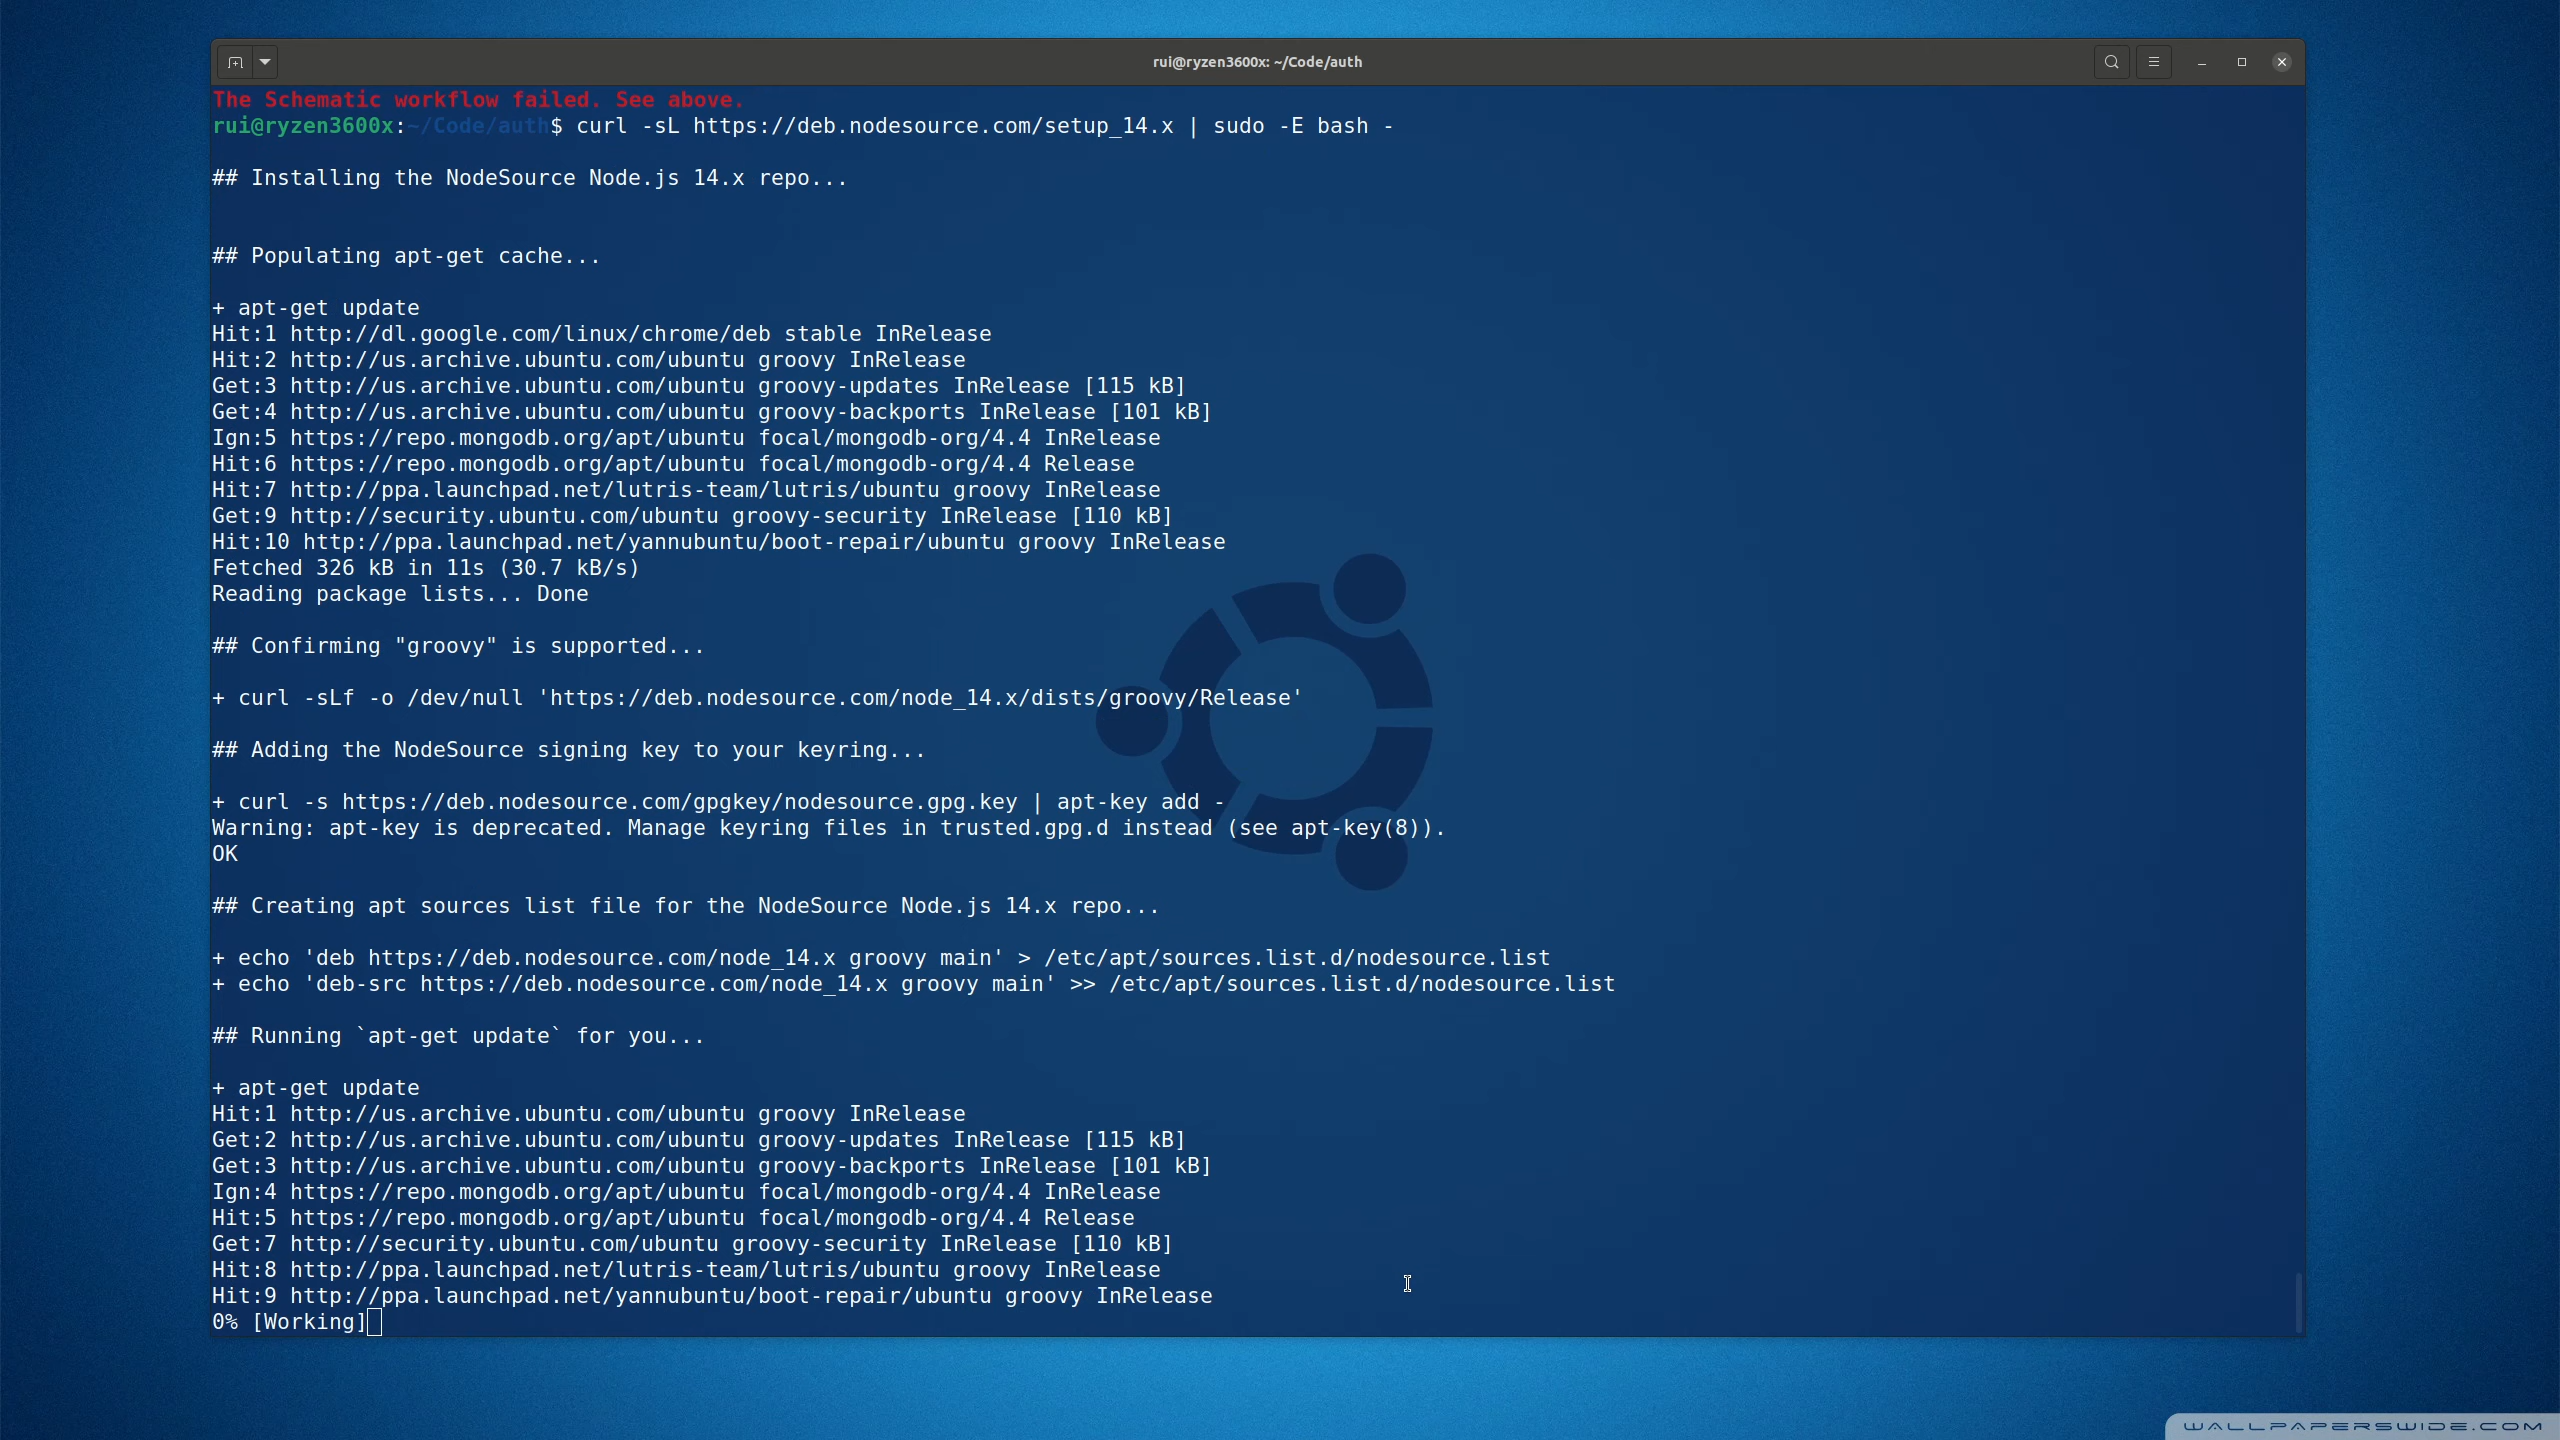 rui@ryzen3600x: ~/Code/auth
The Schematic workflow failed. See above.
rui@ryzen3600x:~/Code/auth$ curl -sL https://deb.nodesource.com/setup_14.x | sudo -E bash -
## Installing the NodeSource Node.js 14.x repo...
## Populating apt-get cache...
+ apt-get update
Hit:1 http://dl.google.com/linux/chrome/deb stable InRelease
Hit:2 http://us.archive.ubuntu.com/ubuntu groovy InRelease
Get:3 http://us.archive.ubuntu.com/ubuntu groovy-updates InRelease [115 kB]
Get:4 http://us.archive.ubuntu.com/ubuntu groovy-backports InRelease [101 kB]
Ign:5 https://repo.mongodb.org/apt/ubuntu focal/mongodb-org/4.4 InRelease
Hit:6 https://repo.mongodb.org/apt/ubuntu focal/mongodb-org/4.4 Release
Hit:7 http://ppa.launchpad.net/lutris-team/lutris/ubuntu groovy InRelease
Get:9 http://security.ubuntu.com/ubuntu groovy-security InRelease [110 kB]
Hit:10 http://ppa.launchpad.net/yannubuntu/boot-repair/ubuntu groovy InRelease
Fetched 326 kB in 11s (30.7 kB/s)
Reading package lists... Done
## Confirming "groovy" is supported...
+ curl -sLf -o /dev/null 'https://deb.nodesource.com/node_14.x/dists/groovy/Release'
## Adding the NodeSource signing key to your keyring...
+ curl -s https://deb.nodesource.com/gpgkey/nodesource.gpg.key | apt-key add -
Warning: apt-key is deprecated. Manage keyring files in trusted.gpg.d instead (see apt-key(8)).
OK
## Creating apt sources list file for the NodeSource Node.js 14.x repo...
+ echo 'deb https://deb.nodesource.com/node_14.x groovy main' > /etc/apt/sources.list.d/nodesource.list
+ echo 'deb-src https://deb.nodesource.com/node_14.x groovy main' >> /etc/apt/sources.list.d/nodesource.list
## Running `apt-get update` for you...
+ apt-get update
Hit:1 http://us.archive.ubuntu.com/ubuntu groovy InRelease
Get:2 http://us.archive.ubuntu.com/ubuntu groovy-updates InRelease [115 kB]
Get:3 http://us.archive.ubuntu.com/ubuntu groovy-backports InRelease [101 kB]
Ign:4 https://repo.mongodb.org/apt/ubuntu focal/mongodb-org/4.4 InRelease
Hit:5 https://repo.mongodb.org/apt/ubuntu focal/mongodb-org/4.4 Release
Get:7 http://security.ubuntu.com/ubuntu groovy-security InRelease [110 kB]
Hit:8 http://ppa.launchpad.net/lutris-team/lutris/ubuntu groovy InRelease
Hit:9 http://ppa.launchpad.net/yannubuntu/boot-repair/ubuntu groovy InRelease
0% [Working]
WALLPAPERSWIDE.COM